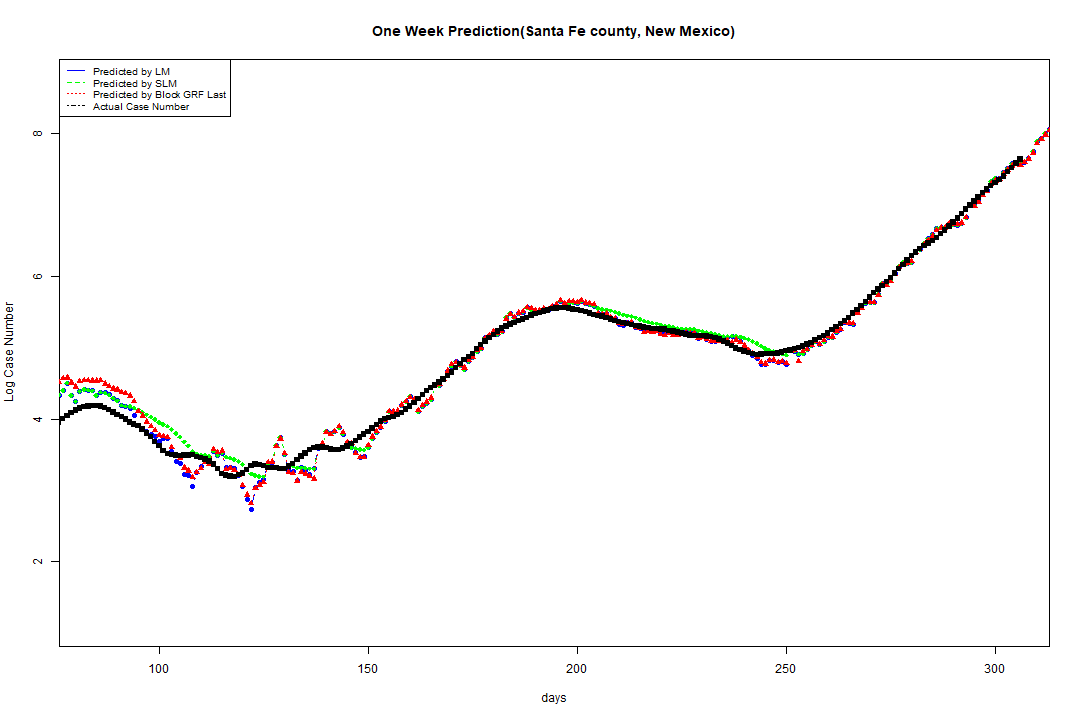 One Week Prediction(Santa Fe county, New Mexico)
Predicted by LM
Predicted by SLM
Predicted by Block GRF Last
Actual Case Number
8
6
4
2
Log Case Number
100 150 200 250 300
days